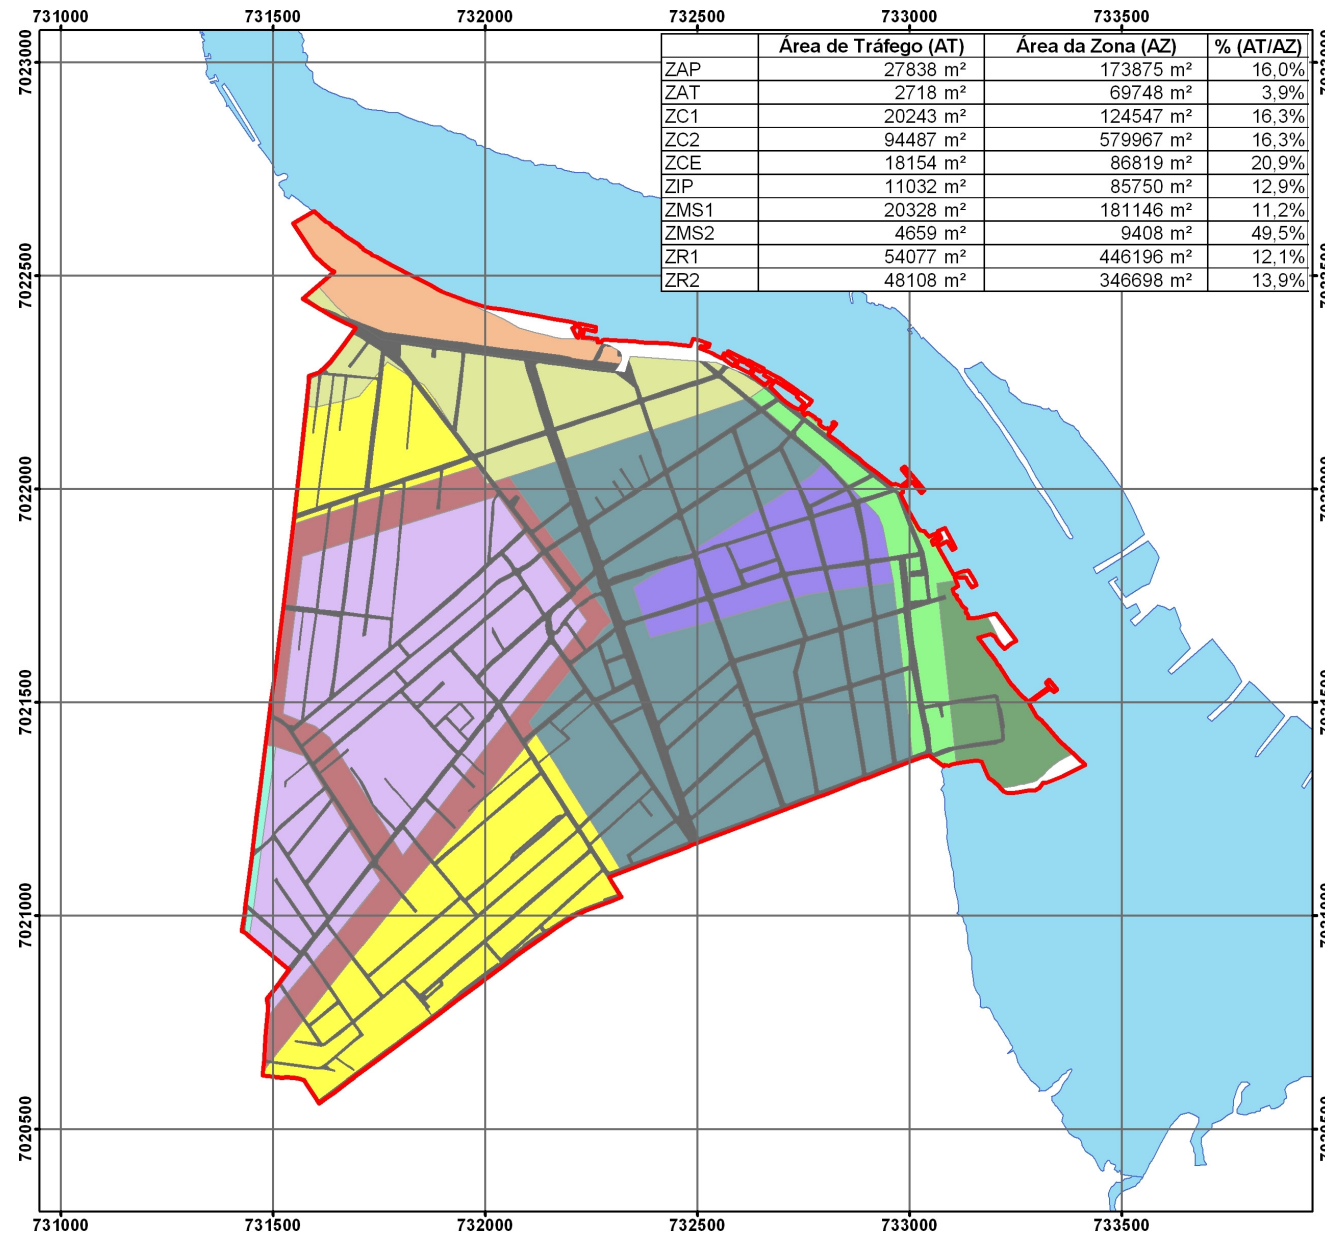 731000 731500 732000 732500 733000 733500
7023000
7022500
7022000
7021500
7021000
7020500
Área de Tráfego (AT) Área da Zona (AZ) % (AT/AZ)
ZAP 27838 m² 173875 m² 16,0%
ZAT 2718 m² 69748 m² 3,9%
ZC1 20243 m² 124547 m² 16,3%
ZC2 94487 m² 579967 m² 16,3%
ZCE 18154 m² 86819 m² 20,9%
ZIP 11032 m² 85750 m² 12,9%
ZMS1 20328 m² 181146 m² 11,2%
ZMS2 4659 m² 9408 m² 49,5%
ZR1 54077 m² 446196 m² 12,1%
ZR2 48108 m² 346698 m² 13,9%
731000 731500 732000 732500 733000 733500